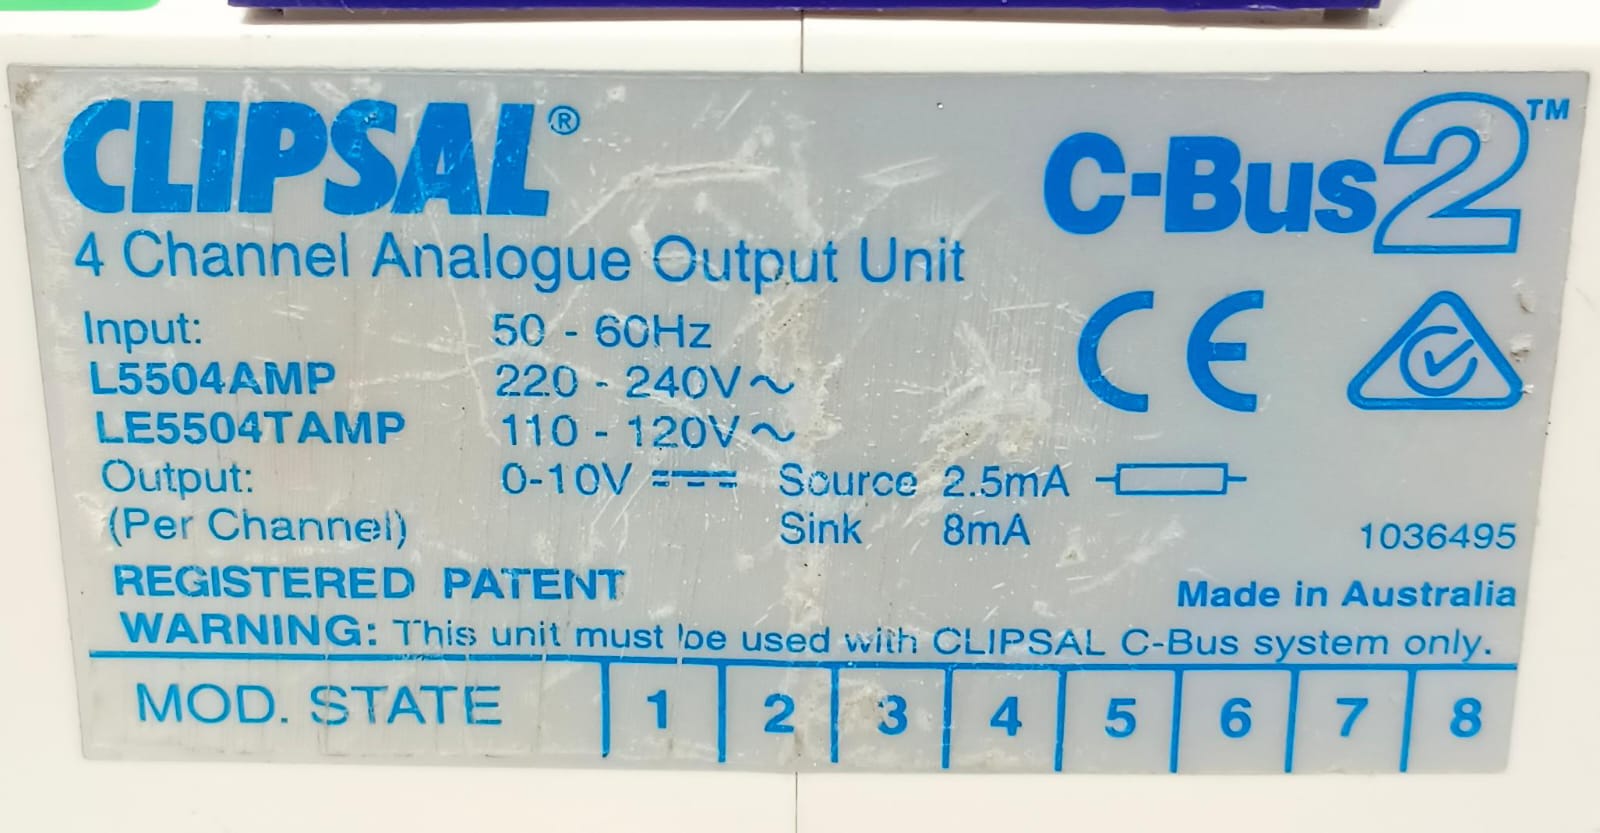 CLIPSAL®
C-Bus2™
4 Channel Analogue Output Unit
Input: 50 - 60Hz
L5504AMP 220 - 240V~
LE5504TAMP 110 - 120V~
Output: 0-10V ⎓ Source 2.5mA
(Per Channel) Sink 8mA
1036495
REGISTERED PATENT
Made in Australia
WARNING: This unit must be used with CLIPSAL C-Bus system only.
MOD. STATE 1 2 3 4 5 6 7 8